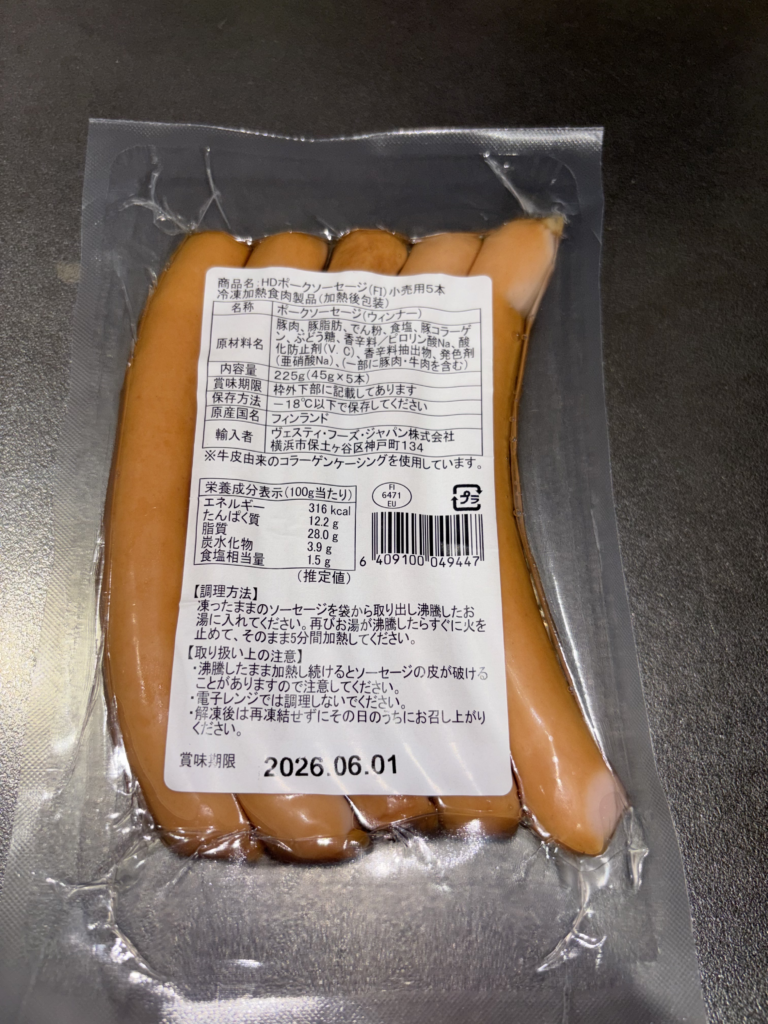 商品名:HDポークソーセージ(FI)小売用5本
冷凍加熱食肉製品(加熱後包装)
名称 ポークソーセージ(ウィンナー)
原材料名 豚肉、豚脂肪、でん粉、食塩、豚コラーゲ
ン、ぶどう糖、香辛料/ピロリン酸Na、酸
化防止剤(V.C)、香辛料抽出物、発色剤
(亜硝酸Na)、(一部に豚肉・牛肉を含む)
内容量 225g(45g×5本)
賞味期限 枠外下部に記載してあります
保存方法 -18℃以下で保存してください
原産国名 フィンランド
輸入者 ヴェスティ・フーズ・ジャパン株式会社
横浜市保土ヶ谷区神戸町134
※牛皮由来のコラーゲンケーシングを使用しています。
栄養成分表示(100g当たり)
エネルギー 316 kcal
たんぱく質 12.2 g
脂質 28.0 g
炭水化物 3.9 g
食塩相当量 1.5 g
(推定値)
FI
6471
EU
プラ
6 409100 049447
【調理方法】
凍ったままのソーセージを袋から取り出し沸騰したお
湯に入れてください。再びお湯が沸騰したらすぐに火を
止めて、そのまま5分間加熱してください。
【取り扱い上の注意】
・沸騰したまま加熱し続けるとソーセージの皮が破ける
ことがありますので注意してください。
・電子レンジでは調理しないでください。
・解凍後は再凍結せずにその日のうちにお召し上がり
ください。
賞味期限 2026.06.01